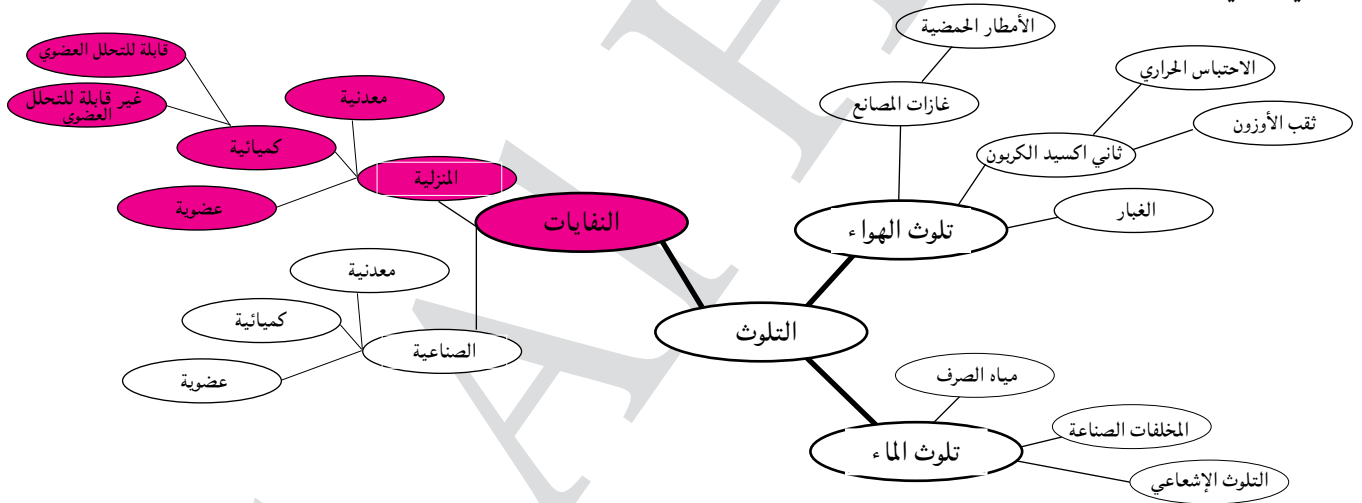 الأمطار الحمضية
قابلة للتحلل العضوي
الاحتباس الحراري
معدنية
غازات المصانع
غير قابلة للتحلل
العضوى
ثقب الأوزون
كميائية
ثاني اكسيد الكربون
المنزلية
عضوية
الغبار
النفايات
تلوث الهواء
معدنية
كميائية
التلوث
الصناعية
عضوية
مياه الصرف
المخلفات الصناعة
تلوث الماء
التلوث الإشعاعي